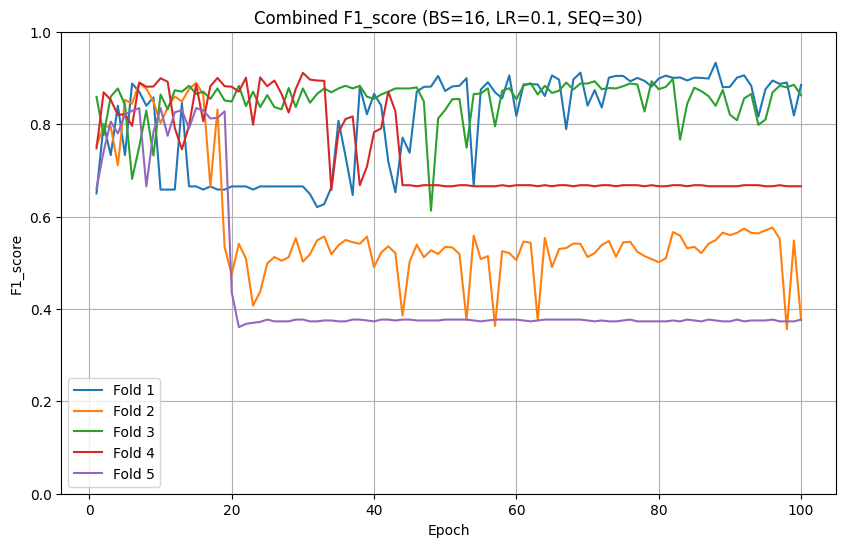 Combined F1_score (BS=16, LR=0.1, SEQ=30)
1.0
0.8
0.6
0.4
0.2
0.0
F1_score
Fold 1
Fold 2
Fold 3
Fold 4
Fold 5
0 20 40 60 80 100
Epoch